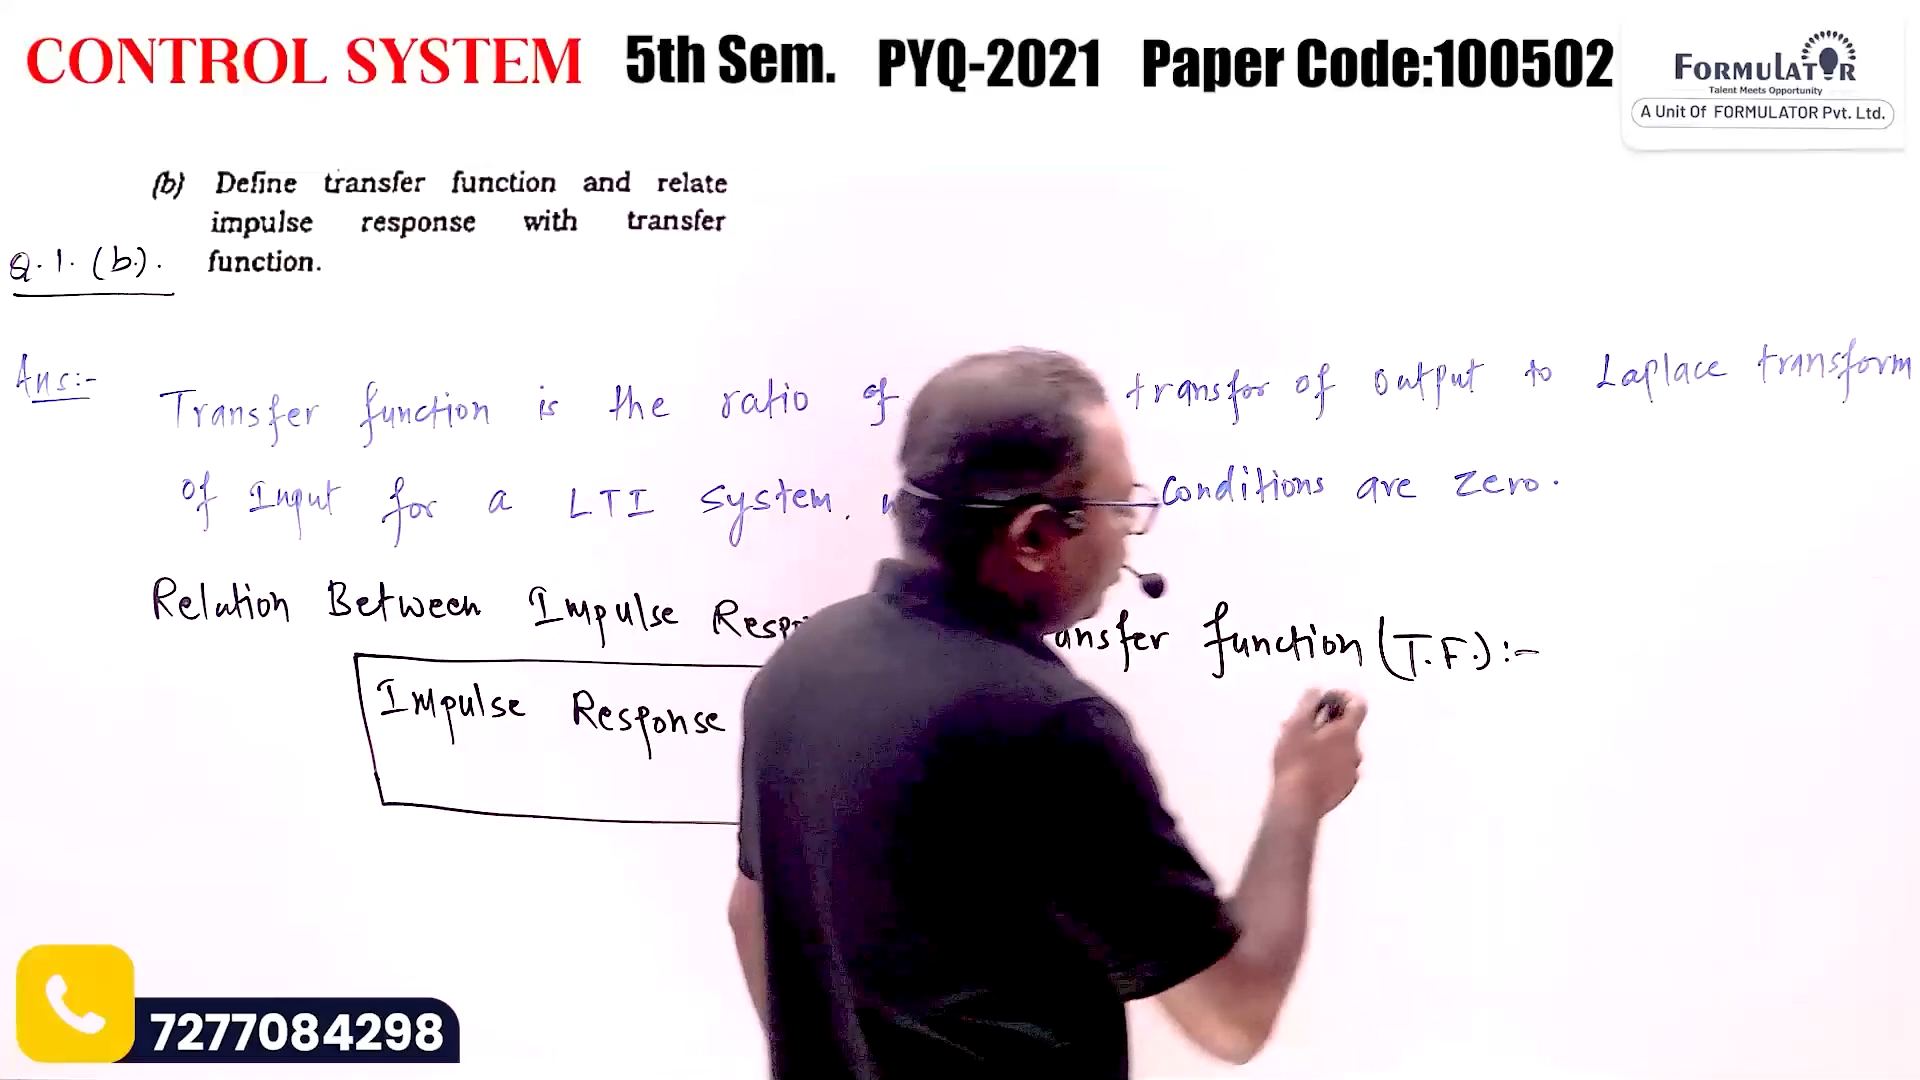 CONTROL SYSTEM 5th Sem. PYQ-2021 Paper Code:100502
FORMULATOR
Talent Meets Opportunity
A Unit Of FORMULATOR Pvt. Ltd.
(b) Define transfer function and relate
impulse response with transfer
function.
Q.1.(b).
Ans:-
Transfer function is the ratio of transfor of output to Laplace transform
of Input for a LTI System, conditions are zero.
Relation Between Impulse Resp ansfer function (T.F.):-
Impulse Response
7277084298